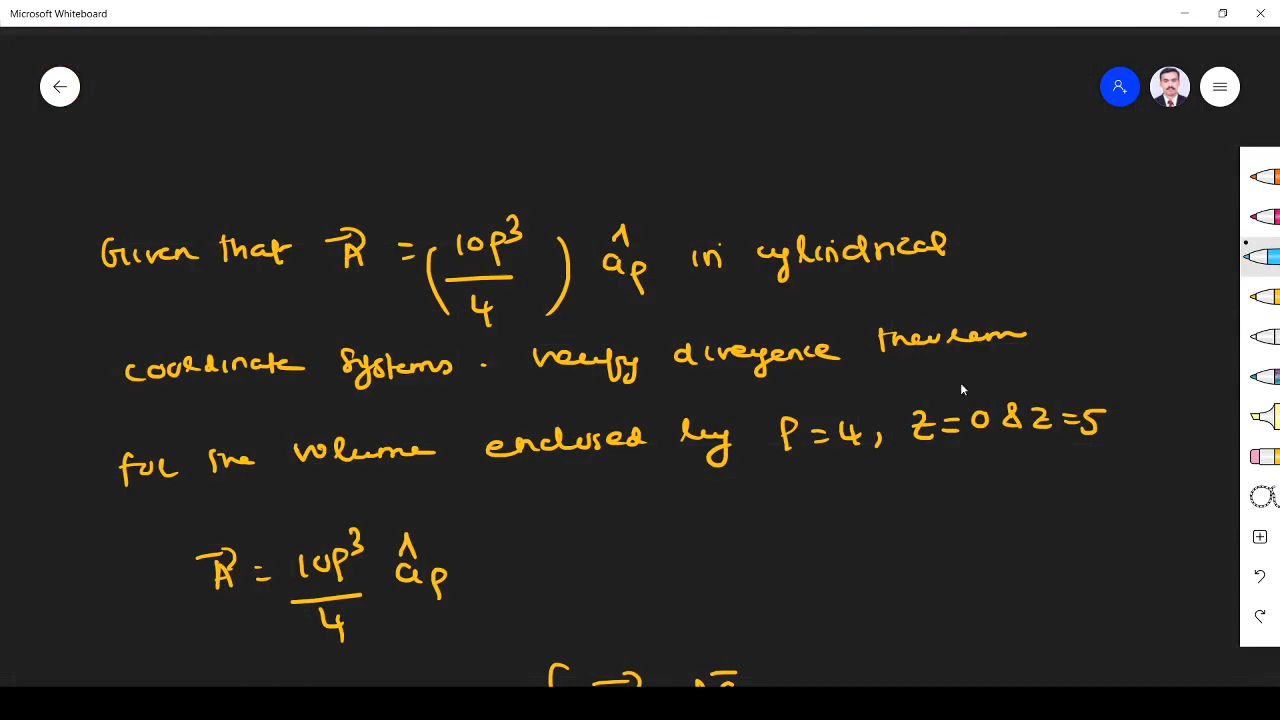 Microsoft Whiteboard
Given that A⃗ = (10ρ³/4) âρ in cylindrical
coordinate systems. Verify divergence theorem
for the volume enclosed by ρ = 4, z = 0 & z = 5
A⃗ = 10ρ³/4 âρ